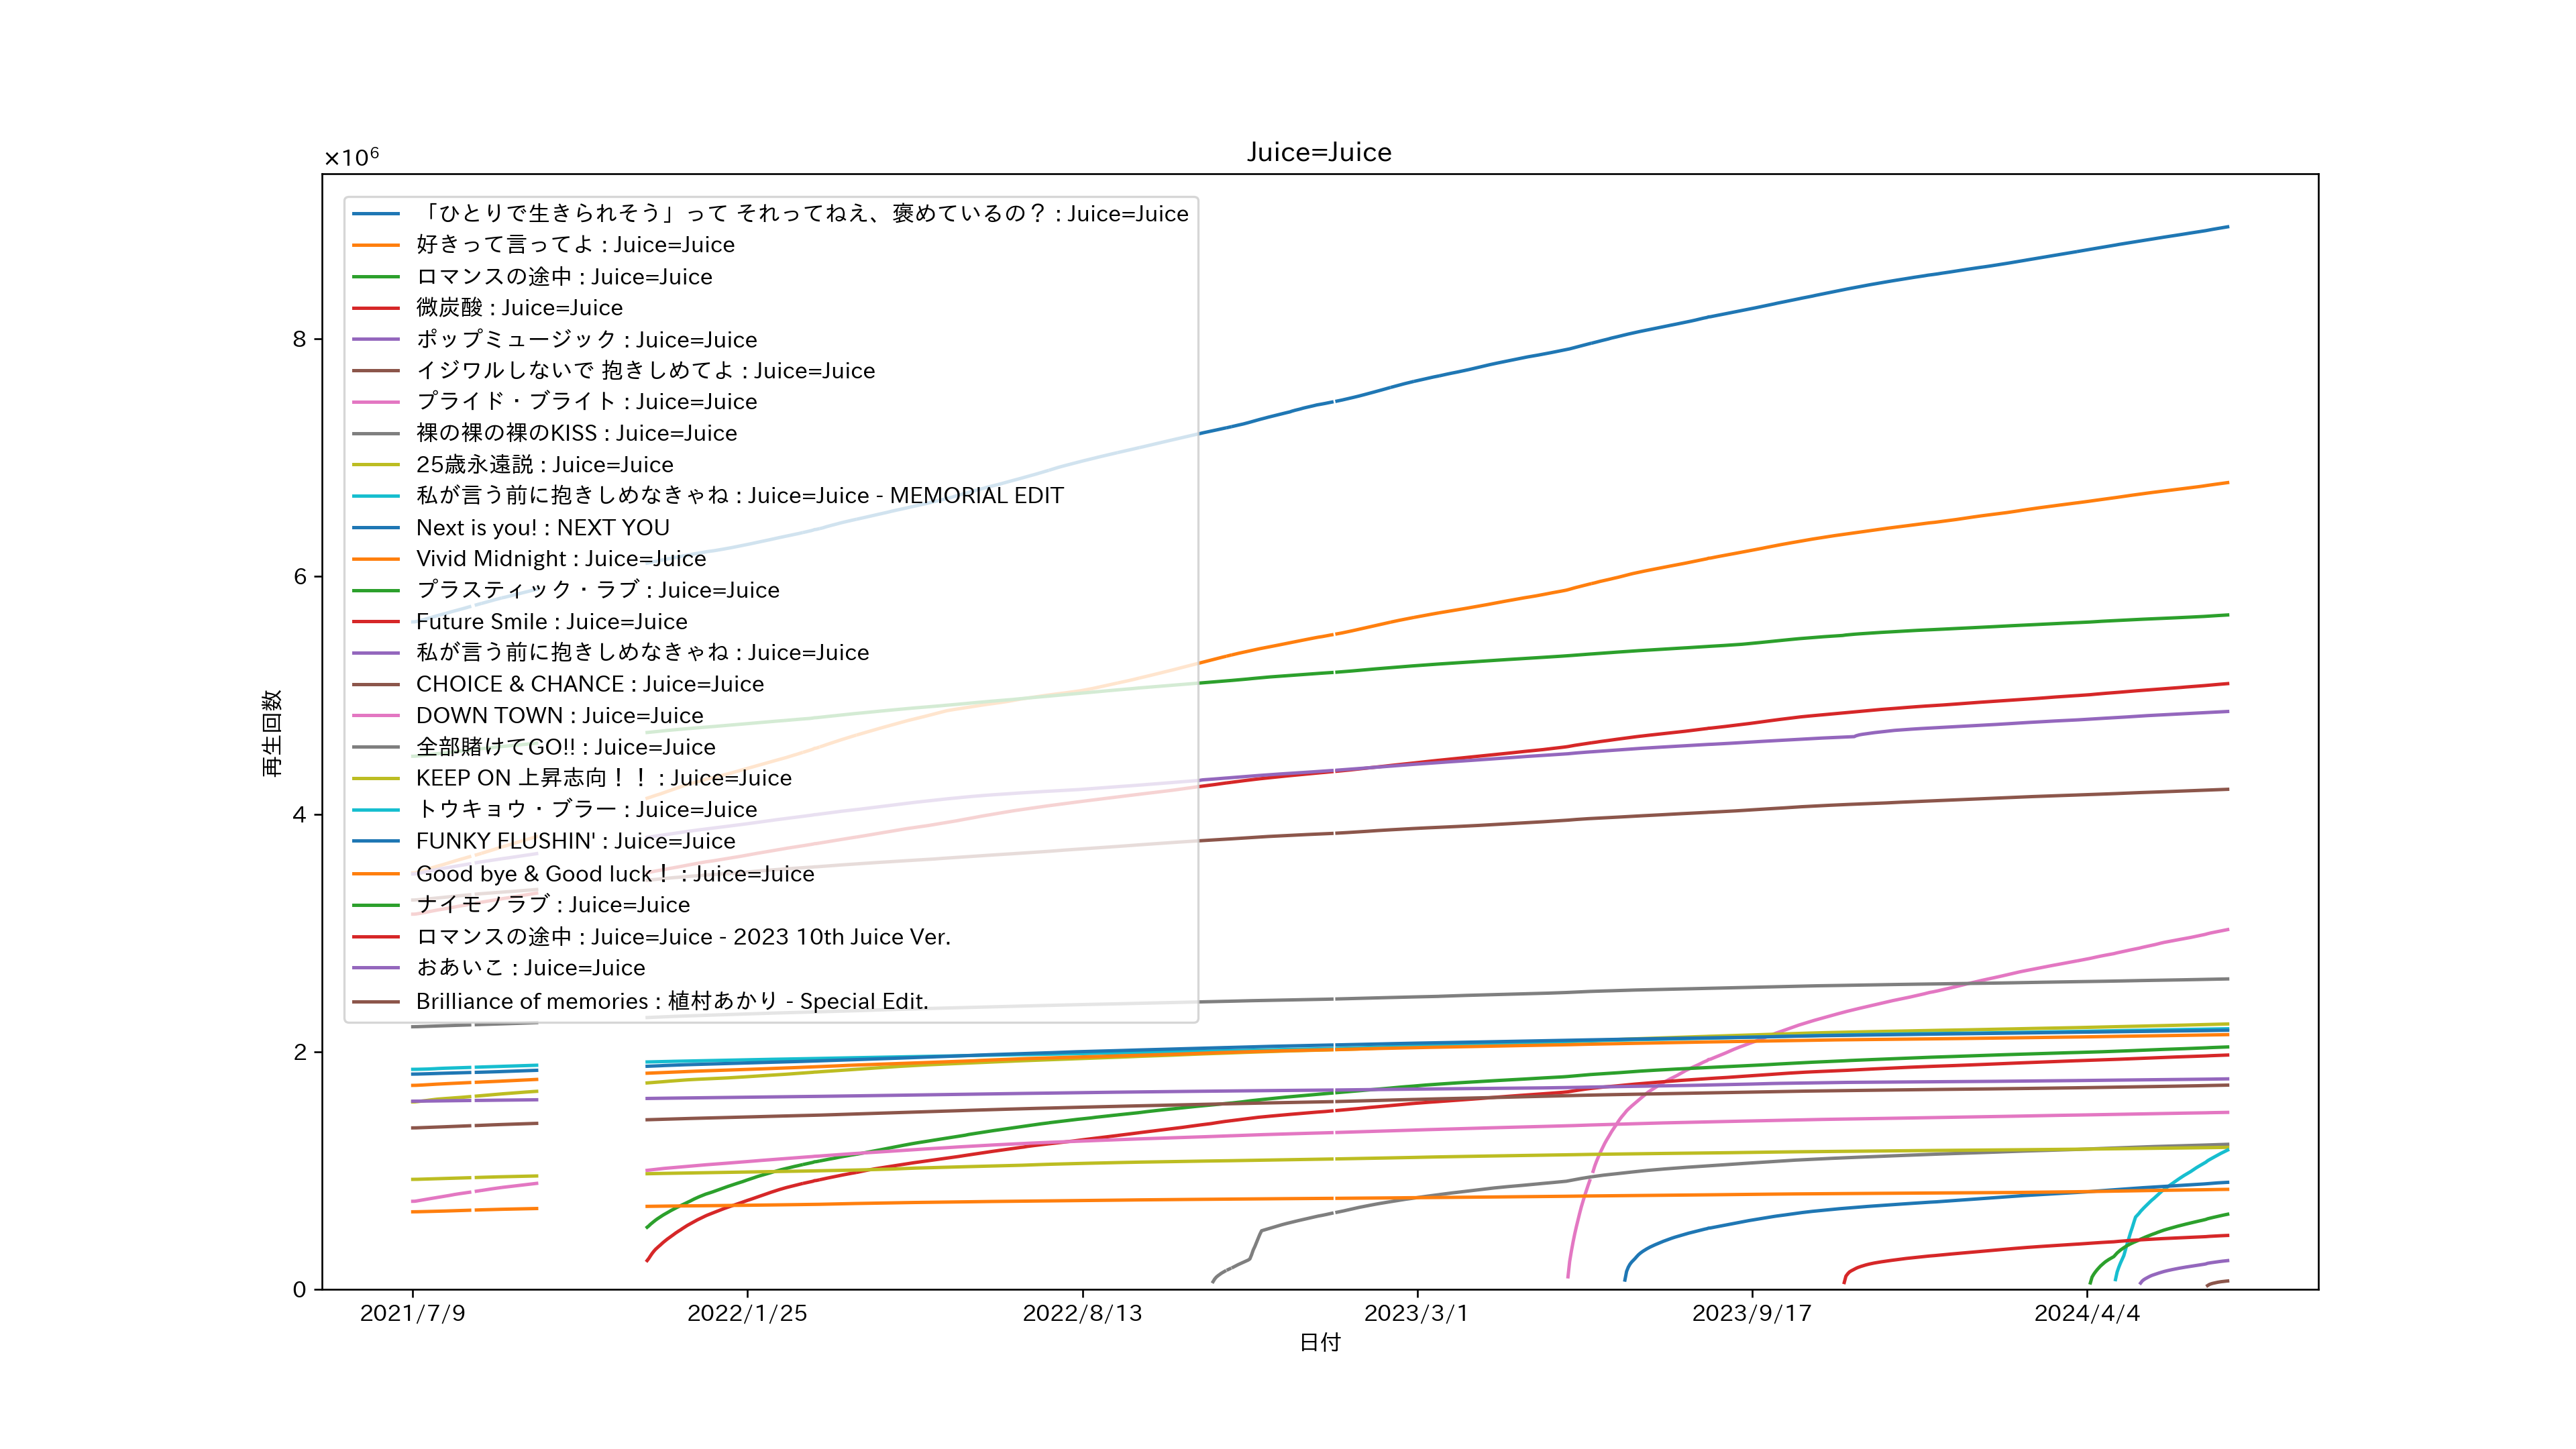 Juice=Juice
×10⁶
「ひとりで生きられそう」って それってねえ、褒めているの？ : Juice=Juice
好きって言ってよ : Juice=Juice
ロマンスの途中 : Juice=Juice
微炭酸 : Juice=Juice
ポップミュージック : Juice=Juice
イジワルしないで 抱きしめてよ : Juice=Juice
プライド・ブライト : Juice=Juice
裸の裸の裸のKISS : Juice=Juice
25歳永遠説 : Juice=Juice
私が言う前に抱きしめなきゃね : Juice=Juice - MEMORIAL EDIT
Next is you! : NEXT YOU
Vivid Midnight : Juice=Juice
プラスティック・ラブ : Juice=Juice
Future Smile : Juice=Juice
私が言う前に抱きしめなきゃね : Juice=Juice
CHOICE & CHANCE : Juice=Juice
DOWN TOWN : Juice=Juice
全部賭けてGO!! : Juice=Juice
KEEP ON 上昇志向！！ : Juice=Juice
トウキョウ・ブラー : Juice=Juice
FUNKY FLUSHIN' : Juice=Juice
Good bye & Good luck！ : Juice=Juice
ナイモノラブ : Juice=Juice
ロマンスの途中 : Juice=Juice - 2023 10th Juice Ver.
おあいこ : Juice=Juice
Brilliance of memories : 植村あかり - Special Edit.
8
6
4
2
0
再生回数
2021/7/9
2022/1/25
2022/8/13
2023/3/1
2023/9/17
2024/4/4
日付